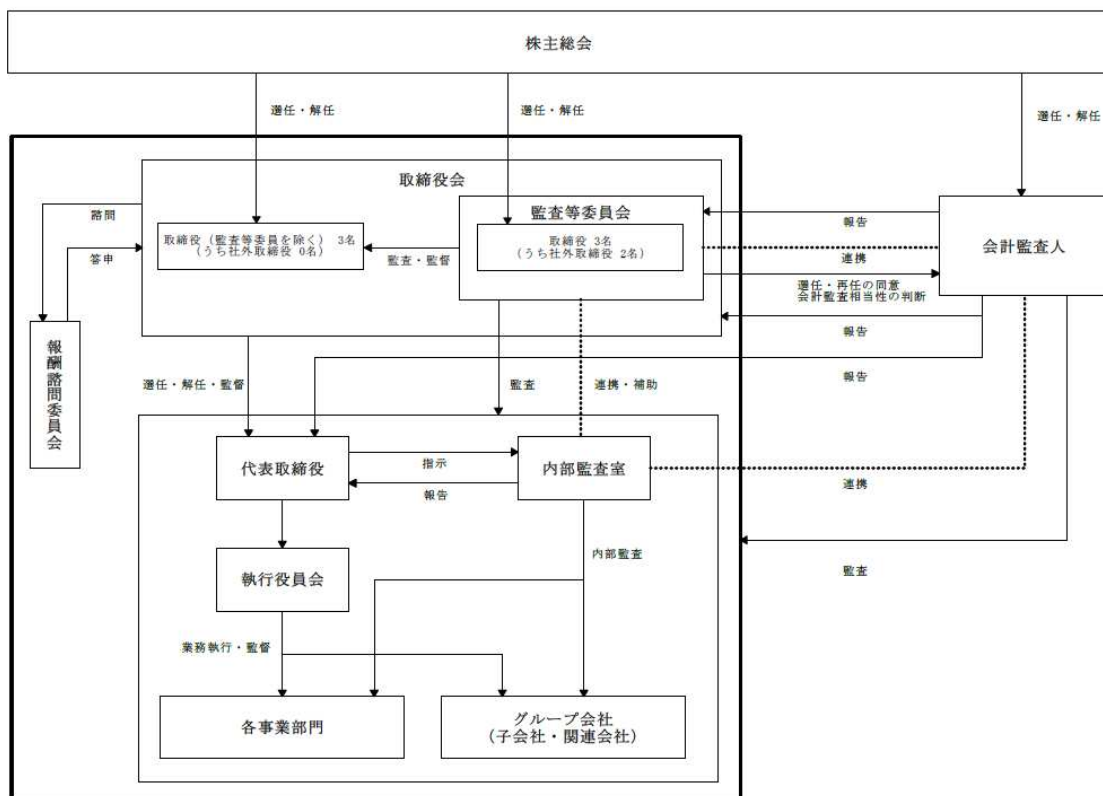 株主総会
選任・解任
選任・解任
選任・解任
取締役会
監査等委員会
諮問
取締役(監査等委員を除く) 3名
(うち社外取締役 0名)
取締役 3名
(うち社外取締役 2名)
報告
会計監査人
答申
監査・監督
連携
選任・再任の同意
会計監査相当性の判断
報酬諮問委員会
報告
選任・解任・監督
監査
連携・補助
報告
代表取締役
指示
内部監査室
報告
連携
執行役員会
内部監査
監査
業務執行・監督
各事業部門
グループ会社
(子会社・関連会社)